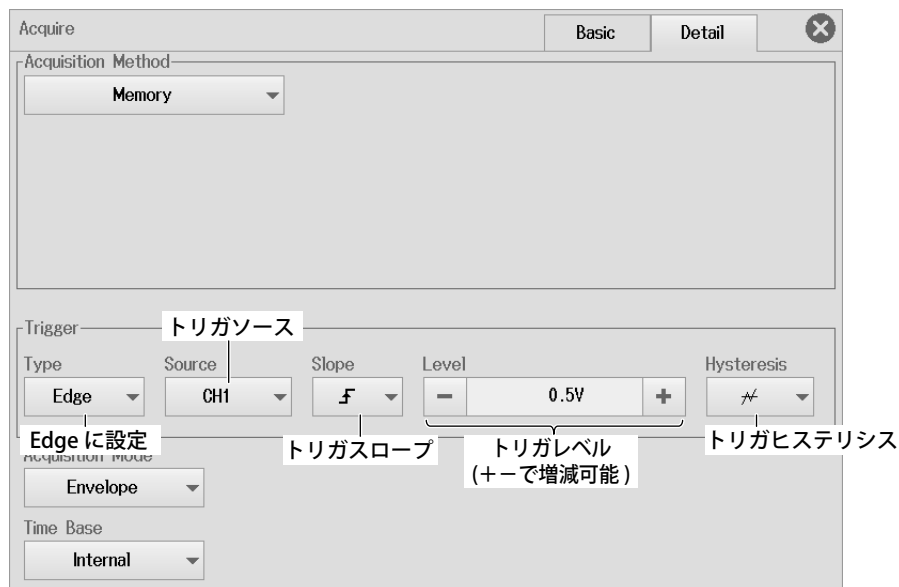 Acquire
Basic
Detail
Acquisition Method
Memory
Trigger
トリガソース
Type
Source
Slope
Level
Hysteresis
Edge
CH1
0.5V
Edge に設定
トリガスロープ
トリガレベル
(+-で増減可能 )
トリガヒステリシス
Acquisition Mode
Envelope
Time Base
Internal